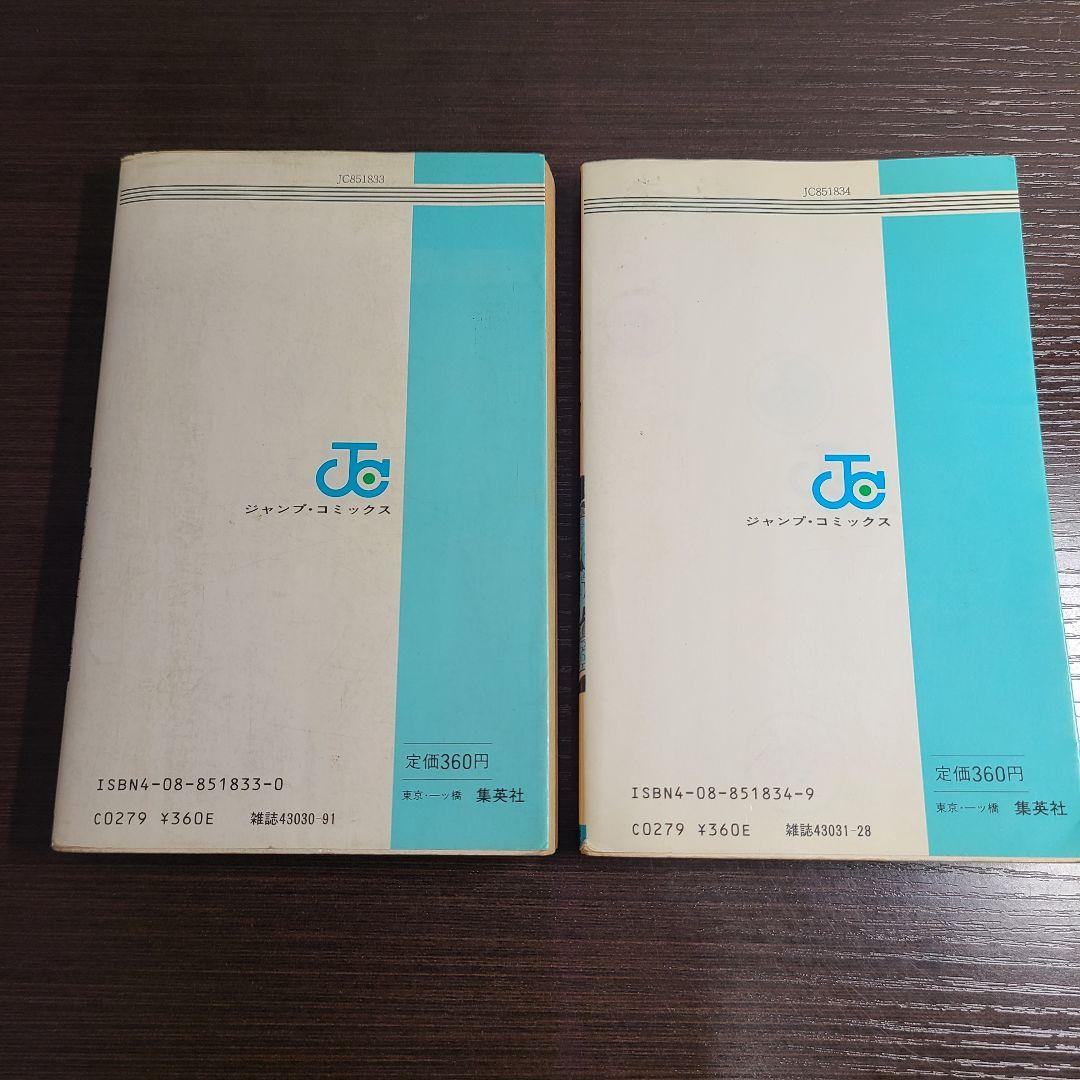 JC851833
JC
ジャンプ・コミックス
定価360円
東京・一ツ橋 集英社
ISBN4-08-851833-0
C0279 ¥360E 雑誌43030-91
JC851834
JC
ジャンプ・コミックス
定価360円
東京・一ツ橋 集英社
ISBN4-08-851834-9
C0279 ¥360E 雑誌43031-28